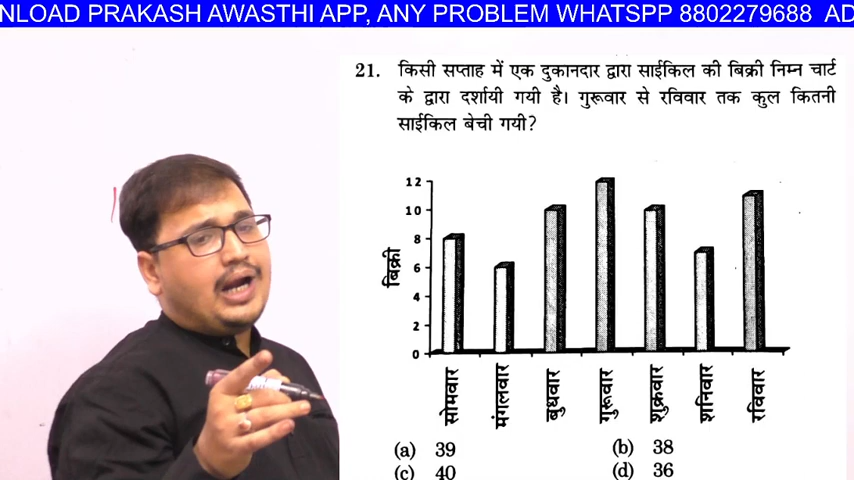 NLOAD PRAKASH AWASTHI APP, ANY PROBLEM WHATSPP 8802279688 AD
21. किसी सप्ताह में एक दुकानदार द्वारा साईकिल की बिक्री निम्न चार्ट
के द्वारा दर्शायी गयी है। गुरूवार से रविवार तक कुल कितनी
साईकिल बेची गयी?
12
10
8
6
4
2
0
बिक्री
सोमवार
मंगलवार
बुधवार
गुरूवार
शुक्रवार
शनिवार
रविवार
(a) 39 (b) 38
(c) 40 (d) 36